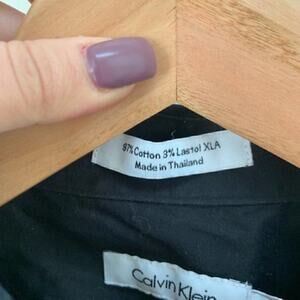 97% Cotton 3% Lastol XLA
Made in Thailand
Calvin Klein